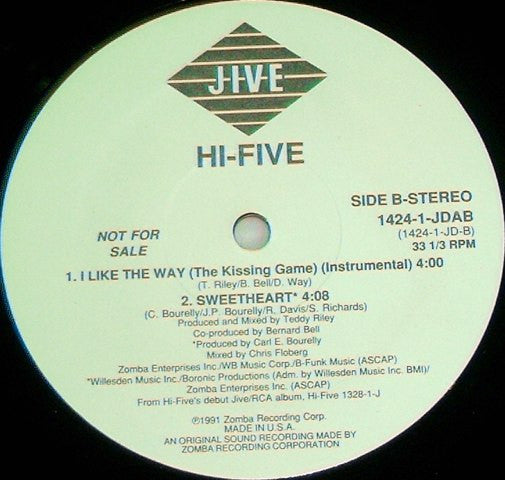 JIVE
HI-FIVE
SIDE B-STEREO
1424-1-JDAB
(1424-1-JD-B)
33 1/3 RPM
NOT FOR
SALE
1. I LIKE THE WAY (The Kissing Game) (Instrumental) 4:00
(T. Riley/B. Bell/D. Way)
2. SWEETHEART* 4:08
(C. Bourelly/J.P. Bourelly/R. Davis/S. Richards)
Produced and Mixed by Teddy Riley
Co-produced by Bernard Bell
*Produced by Carl E. Bourelly
Mixed by Chris Floberg
Zomba Enterprises Inc./WB Music Corp./B-Funk Music (ASCAP)
*Willesden Music Inc./Boronic Productions (Adm. by Willesden Music Inc. BMI)/
Zomba Enterprises Inc. (ASCAP)
From Hi-Five's debut Jive/RCA album, Hi-Five 1328-1-J
℗1991 Zomba Recording Corp.
MADE IN U.S.A.
AN ORIGINAL SOUND RECORDING MADE BY
ZOMBA RECORDING CORPORATION